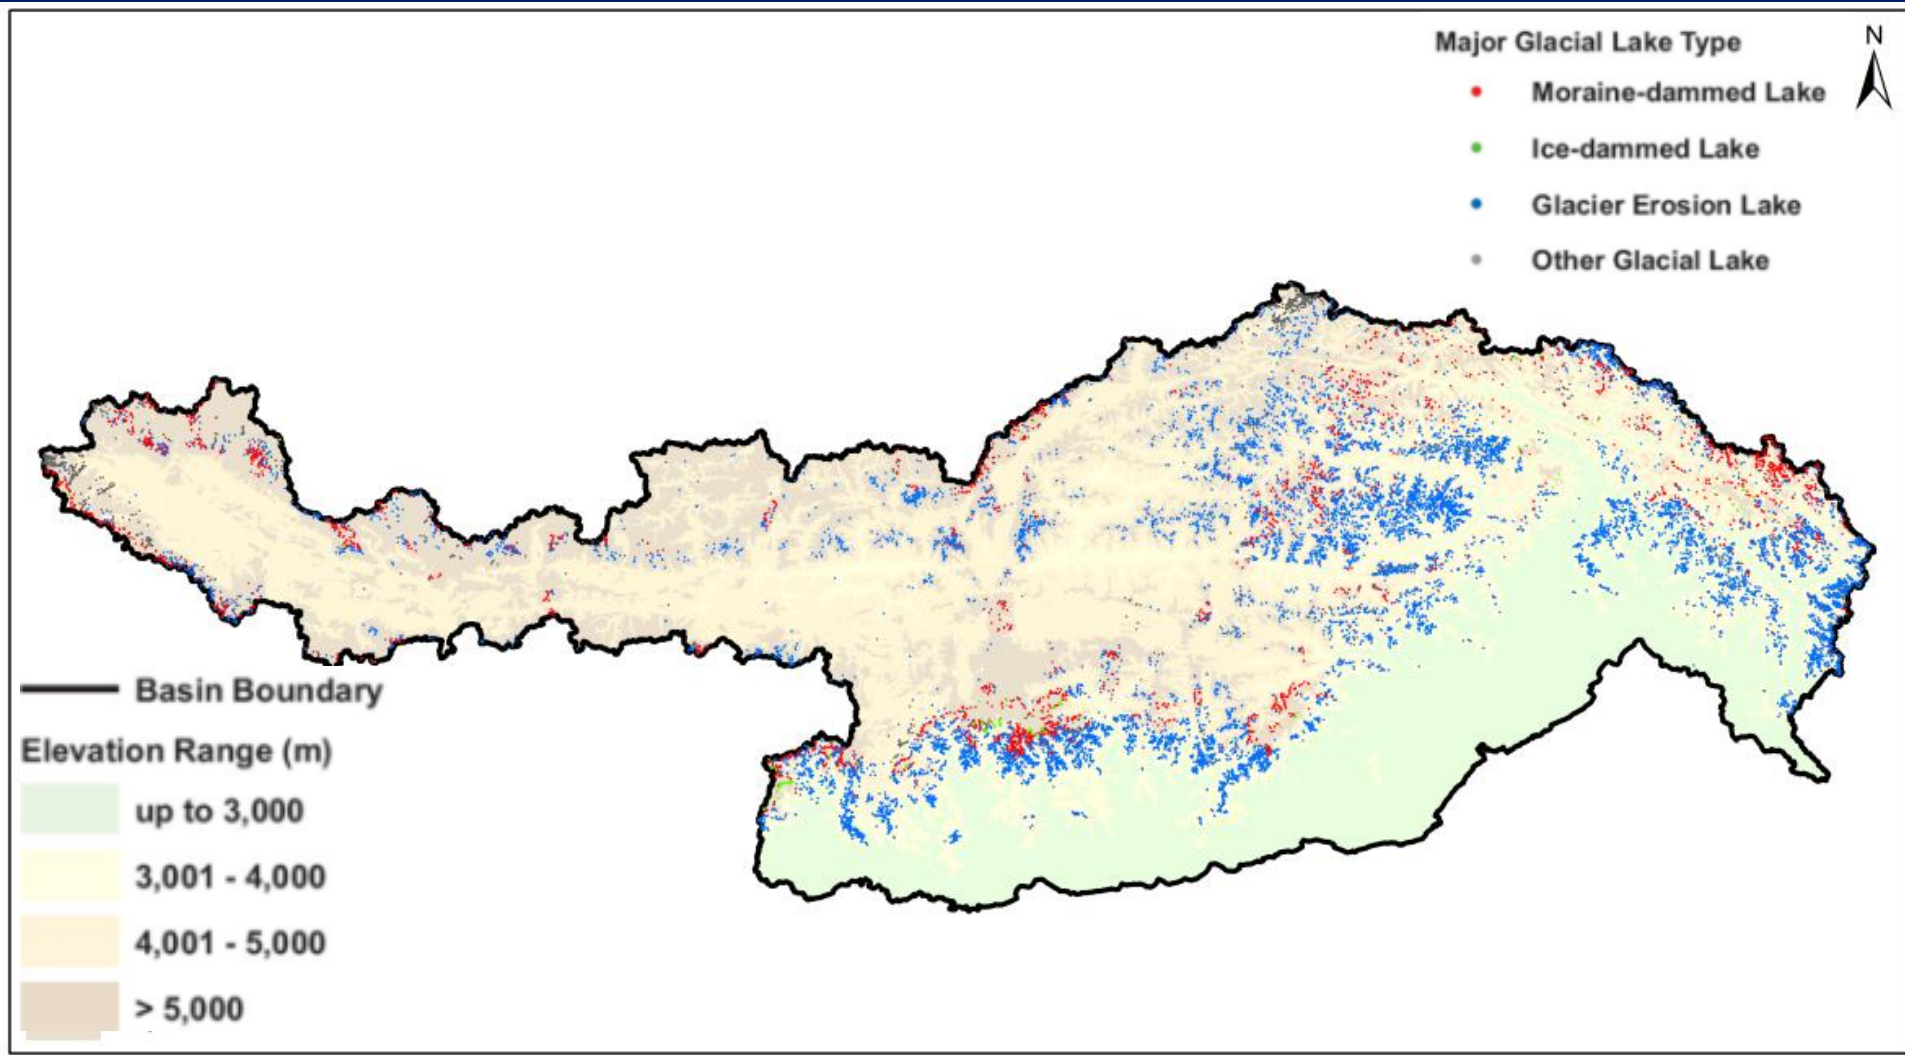 Major Glacial Lake Type
N
Moraine-dammed Lake
Ice-dammed Lake
Glacier Erosion Lake
Other Glacial Lake
Basin Boundary
Elevation Range (m)
up to 3,000
3,001 - 4,000
4,001 - 5,000
> 5,000